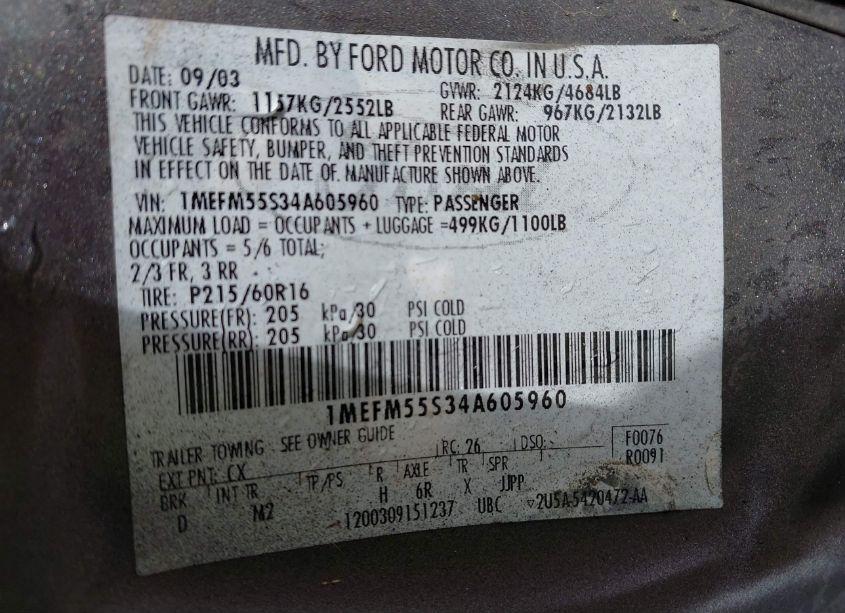 MFD. BY FORD MOTOR CO. IN U.S.A.
DATE: 09/03 GVWR: 2124KG/4684LB
FRONT GAWR: 1157KG/2552LB REAR GAWR: 967KG/2132LB
THIS VEHICLE CONFORMS TO ALL APPLICABLE FEDERAL MOTOR
VEHICLE SAFETY, BUMPER, AND THEFT PREVENTION STANDARDS
IN EFFECT ON THE DATE OF MANUFACTURE SHOWN ABOVE.
VIN: 1MEFM55S34A605960 TYPE: PASSENGER
MAXIMUM LOAD = OCCUPANTS + LUGGAGE =499KG/1100LB
OCCUPANTS = 5/6 TOTAL;
2/3 FR, 3 RR
TIRE: P215/60R16
PRESSURE(FR): 205 kPa/30 PSI COLD
PRESSURE(RR): 205 kPa/30 PSI COLD
1MEFM55S34A605960
TRAILER TOWING - SEE OWNER GUIDE
EXT PNT: CX RC: 26 DSO: F0076
R0091
BRK INT TR TP/PS R AXLE TR SPR
D M2 H 6R X JJPP
1200309151237 UBC ▽2U5A-5420472-AA